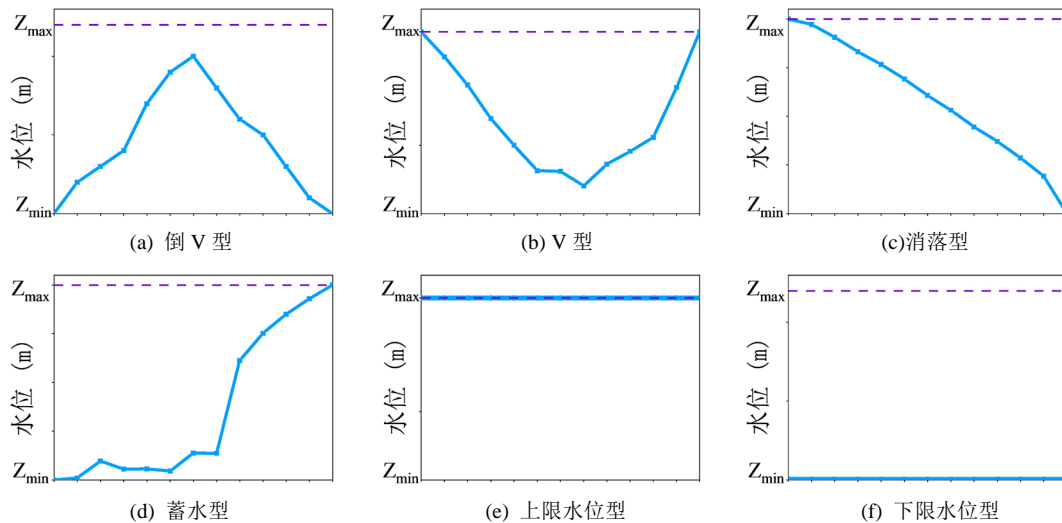 Zmax
水位 (m)
Zmin
(a) 倒 V 型
Zmax
水位 (m)
Zmin
(b) V 型
Zmax
水位 (m)
Zmin
(c)消落型
Zmax
水位 (m)
Zmin
(d) 蓄水型
Zmax
水位 (m)
Zmin
(e) 上限水位型
Zmax
水位 (m)
Zmin
(f) 下限水位型